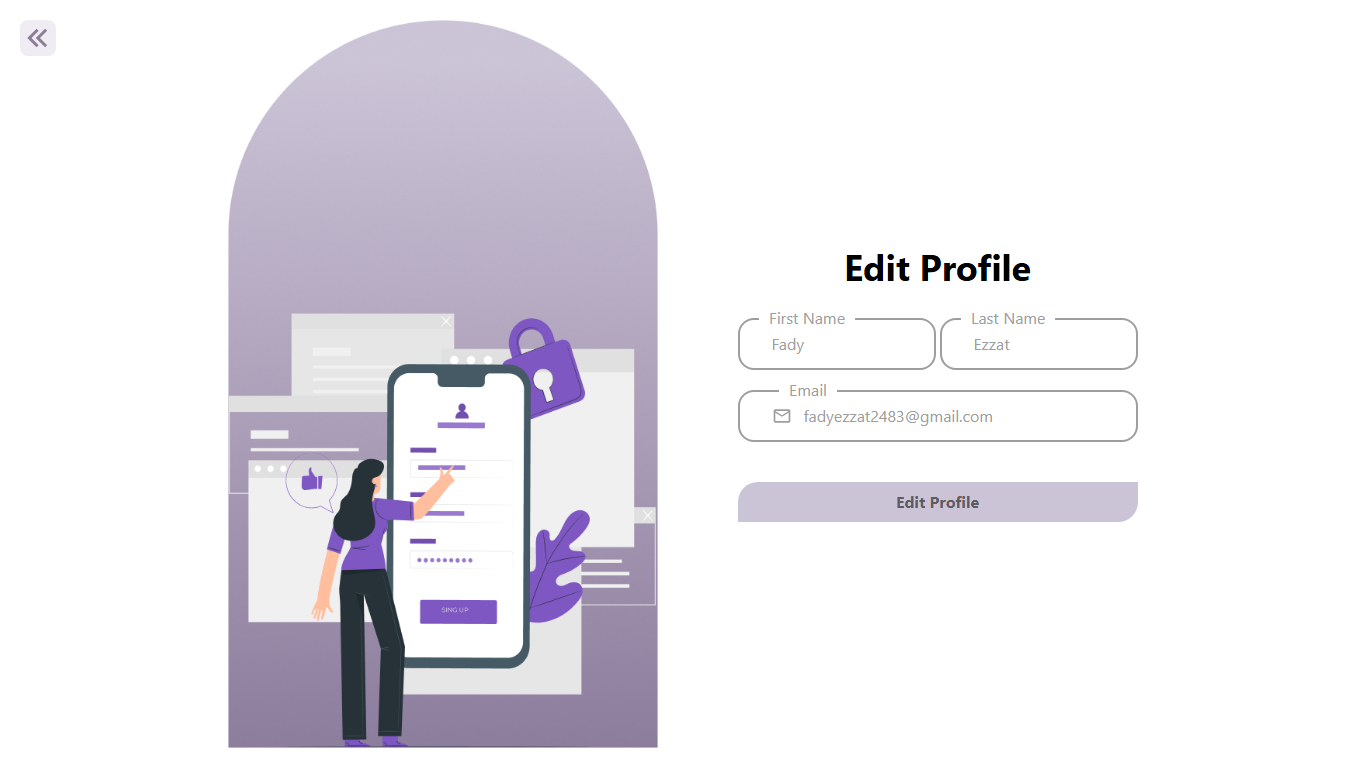 Edit Profile
First Name
Last Name
Fady
Ezzat
Email
fadyezzat2483@gmail.com
Edit Profile
SING UP